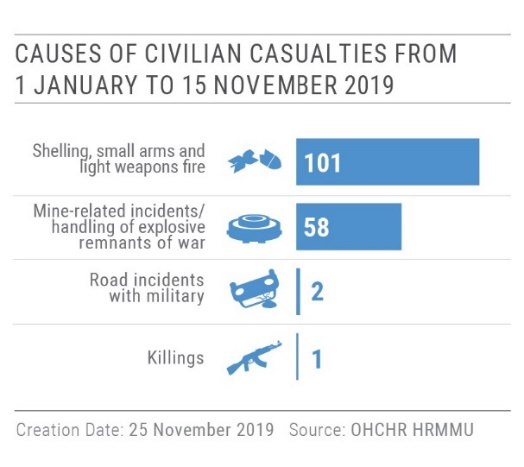 CAUSES OF CIVILIAN CASUALTIES FROM
1 JANUARY TO 15 NOVEMBER 2019
Shelling, small arms and
light weapons fire
101
Mine-related incidents/
handling of explosive
remnants of war
58
Road incidents
with military
2
Killings
1
Creation Date: 25 November 2019 Source: OHCHR HRMMU